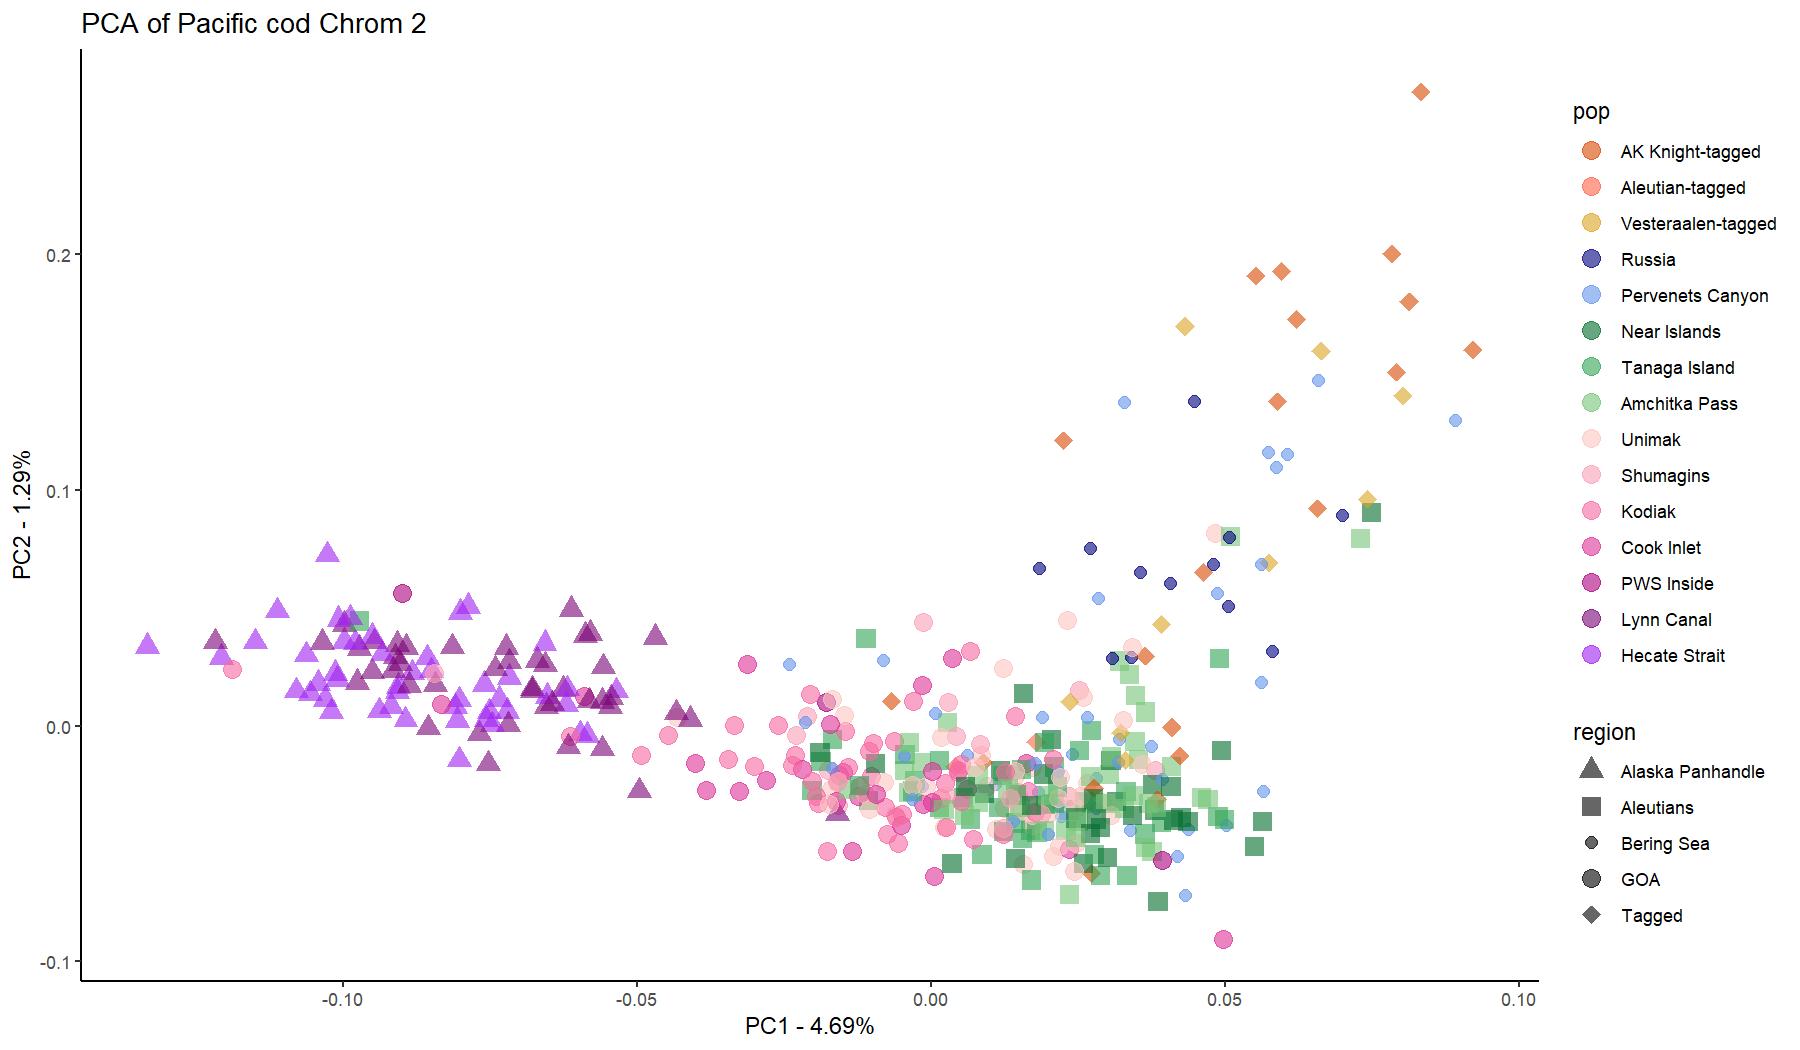 PCA of Pacific cod Chrom 2
PC2 - 1.29%
0.2
0.1
0.0
-0.1
-0.10
-0.05
-0.00
0.05
0.10
PC1 - 4.69%
pop
AK Knight-tagged
Aleutian-tagged
Vesteraalen-tagged
Russia
Pervenets Canyon
Near Islands
Tanaga Island
Amchitka Pass
Unimak
Shumagins
Kodiak
Cook Inlet
PWS Inside
Lynn Canal
Hecate Strait
region
Alaska Panhandle
Aleutians
Bering Sea
GOA
Tagged